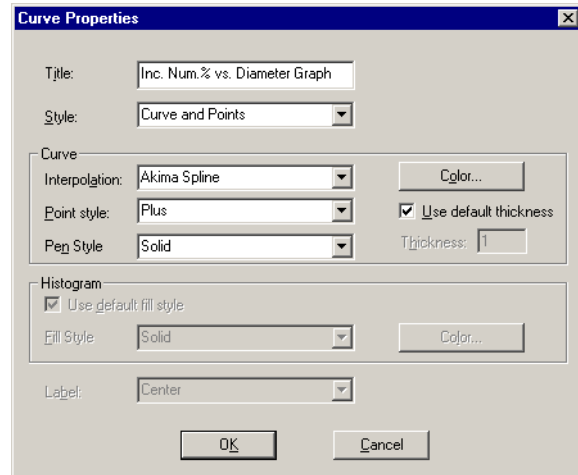 Curve Properties
Title: Inc. Num.% vs. Diameter Graph
Style: Curve and Points
Curve
Interpolation: Akima Spline Color...
Point style: Plus Use default thickness
Pen Style Solid Thickness: 1
Histogram
Use default fill style
Fill Style Solid Color...
Label: Center
OK Cancel